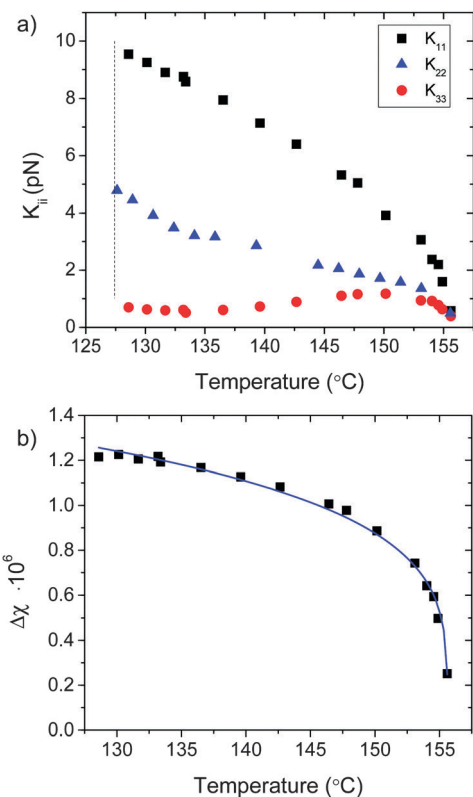 a)
10
8
6
4
2
0
K_ii (pN)
K_11
K_22
K_33
125 130 135 140 145 150 155
Temperature (°C)
b)
1.4
1.2
1.0
0.8
0.6
0.4
0.2
0.0
Δχ ·10^6
130 135 140 145 150 155
Temperature (°C)